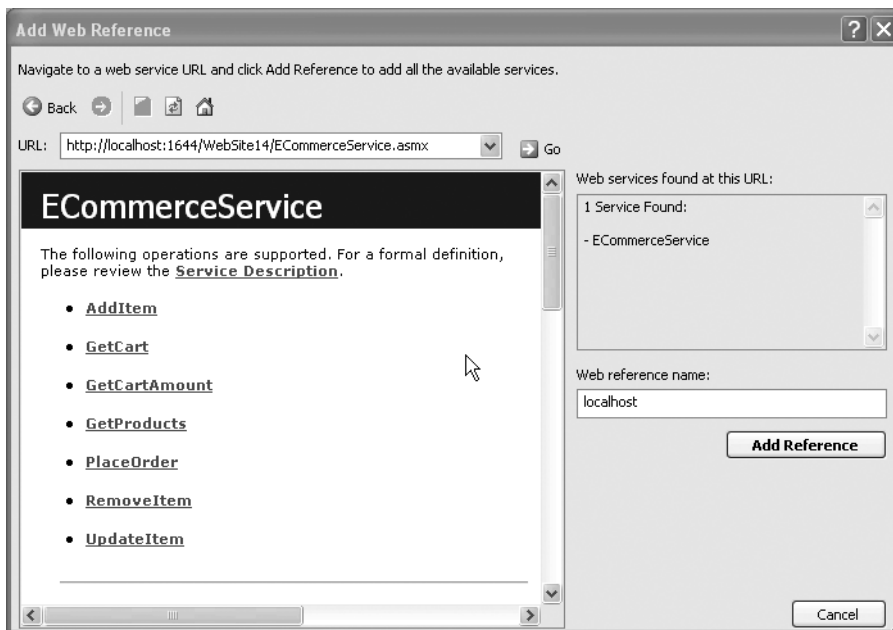 Add Web Reference
Navigate to a web service URL and click Add Reference to add all the available services.
Back
URL: http://localhost:1644/WebSite14/ECommerceService.asmx Go
ECommerceService
The following operations are supported. For a formal definition,
please review the Service Description.
• AddItem
• GetCart
• GetCartAmount
• GetProducts
• PlaceOrder
• RemoveItem
• UpdateItem
Web services found at this URL:
1 Service Found:
- ECommerceService
Web reference name:
localhost
Add Reference
Cancel